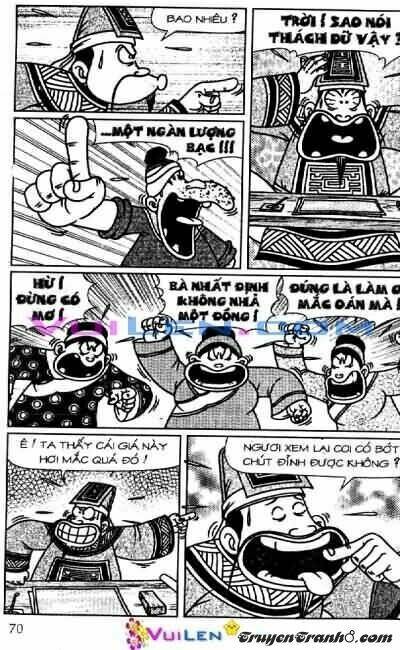 BAO NHIÊU ?
TRỜI ! SAO NÓI
THÁCH DỮ VẬY ?
...MỘT NGÀN LƯỢNG
BẠC !!!
HỪ !
ĐỪNG CÓ
MƠ !
BÀ NHẤT ĐỊNH
KHÔNG NHẢ
MỘT ĐỒNG !
ĐÚNG LÀ LÀM
MẮC OÁN MÀ !
VUILEN.COM
Ê ! TA THẤY CÁI GIÁ NÀY
HƠI MẮC QUÁ ĐÓ !
NGƯƠI XEM LẠI COI CÓ BỚT
CHÚT ĐỈNH ĐƯỢC KHÔNG ?
70
VUILEN
TruyenTranh8.com